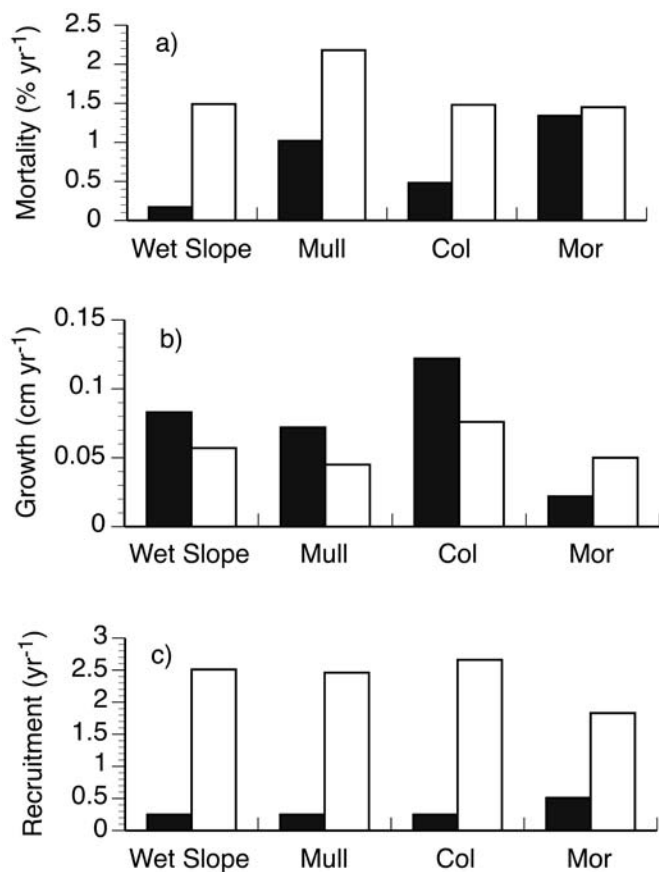 a)
Mortality (% yr⁻¹)
2.5
2
1.5
1
0.5
0
Wet Slope Mull Col Mor
b)
Growth (cm yr⁻¹)
0.15
0.1
0.05
0
Wet Slope Mull Col Mor
c)
Recruitment (yr⁻¹)
3
2.5
2
1.5
1
0.5
0
Wet Slope Mull Col Mor